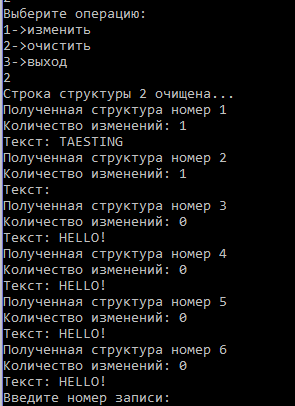 2
Выберите операцию:
1->изменить
2->очистить
3->выход
2
Строка структуры 2 очищена...
Полученная структура номер 1
Количество изменений: 1
Текст: TAESTING
Полученная структура номер 2
Количество изменений: 1
Текст:
Полученная структура номер 3
Количество изменений: 0
Текст: HELLO!
Полученная структура номер 4
Количество изменений: 0
Текст: HELLO!
Полученная структура номер 5
Количество изменений: 0
Текст: HELLO!
Полученная структура номер 6
Количество изменений: 0
Текст: HELLO!
Введите номер записи: